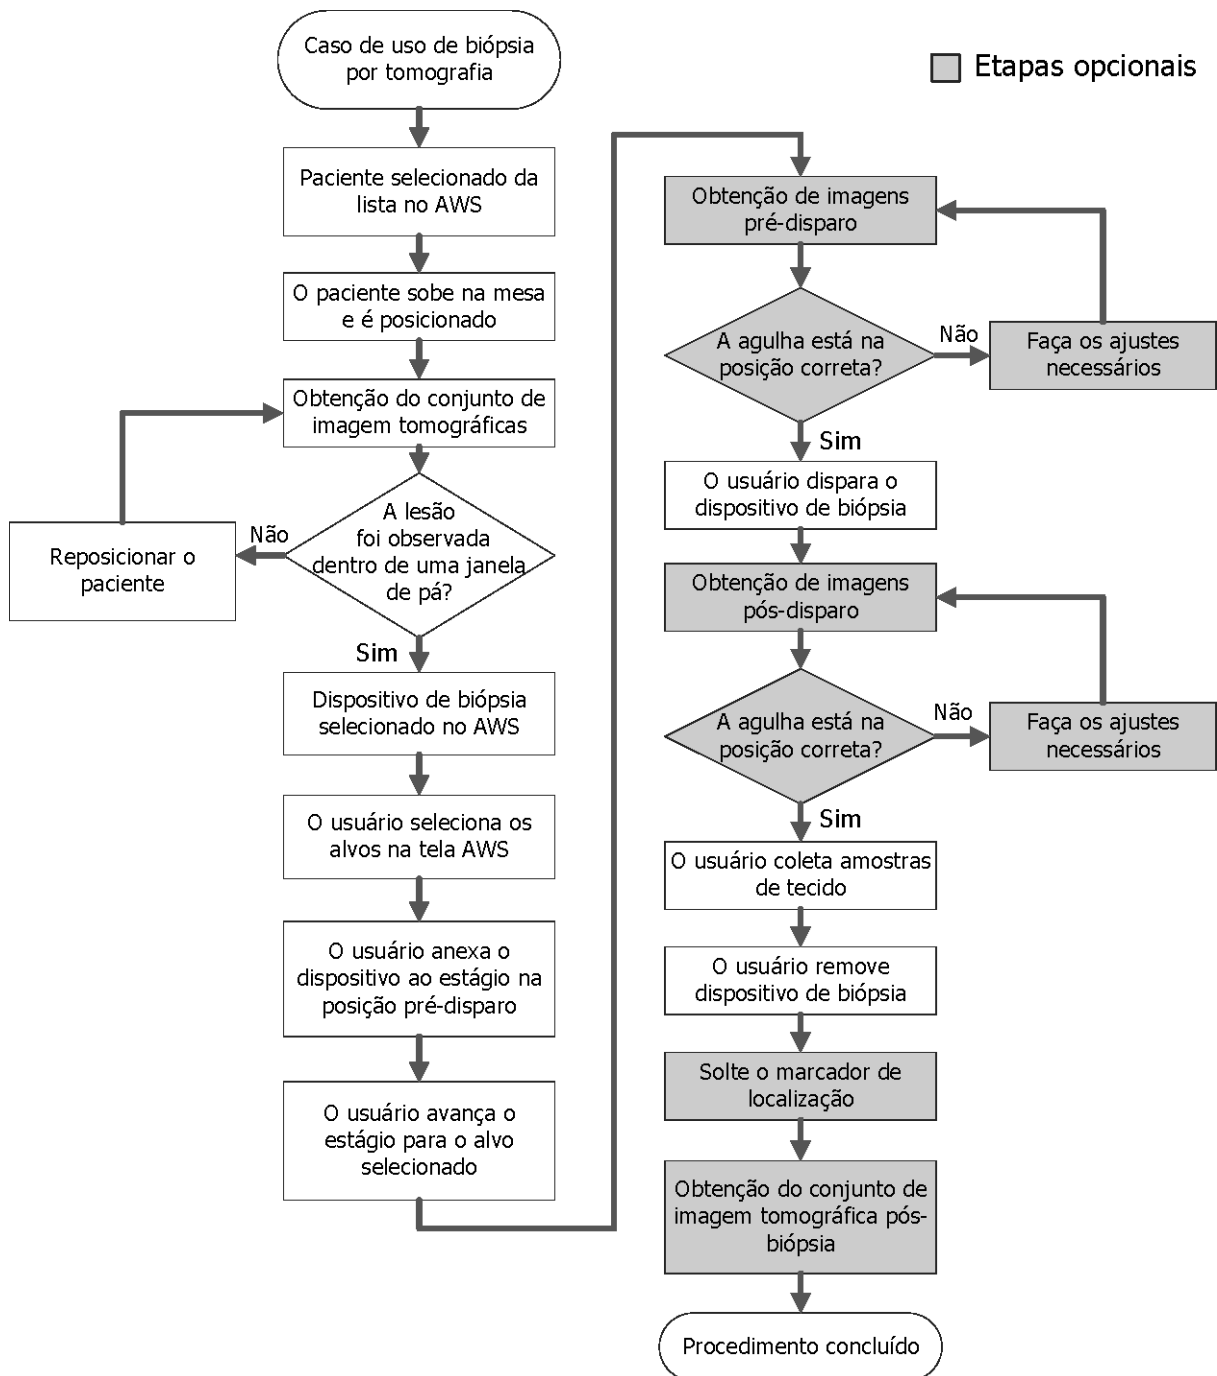 Caso de uso de biópsia
por tomografia
Etapas opcionais
Paciente selecionado da
lista no AWS
O paciente sobe na mesa
e é posicionado
Obtenção do conjunto de
imagem tomográficas
A lesão
foi observada
dentro de uma janela
de pá?
Não
Reposicionar o
paciente
Sim
Dispositivo de biópsia
selecionado no AWS
O usuário seleciona os
alvos na tela AWS
O usuário anexa o
dispositivo ao estágio na
posição pré-disparo
O usuário avança o
estágio para o alvo
selecionado
Obtenção de imagens
pré-disparo
A agulha está na
posição correta?
Não
Faça os ajustes
necessários
Sim
O usuário dispara o
dispositivo de biópsia
Obtenção de imagens
pós-disparo
A agulha está na
posição correta?
Não
Faça os ajustes
necessários
Sim
O usuário coleta amostras
de tecido
O usuário remove
dispositivo de biópsia
Solte o marcador de
localização
Obtenção do conjunto de
imagem tomográfica pós-
biópsia
Procedimento concluído